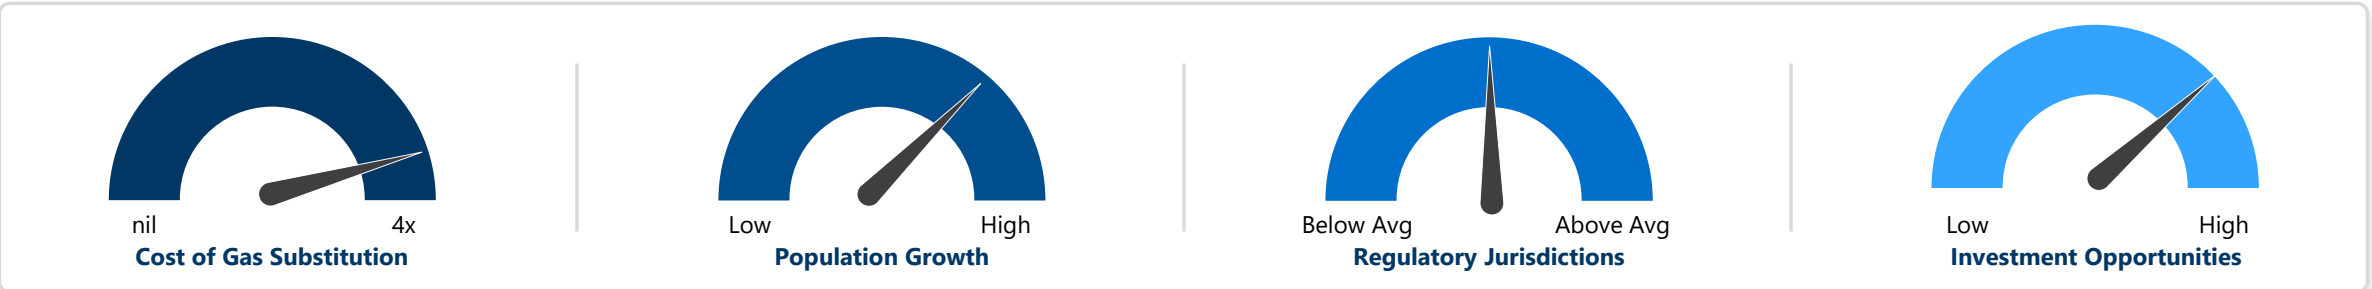 nil 4x
Cost of Gas Substitution
Low High
Population Growth
Below Avg Above Avg
Regulatory Jurisdictions
Low High
Investment Opportunities